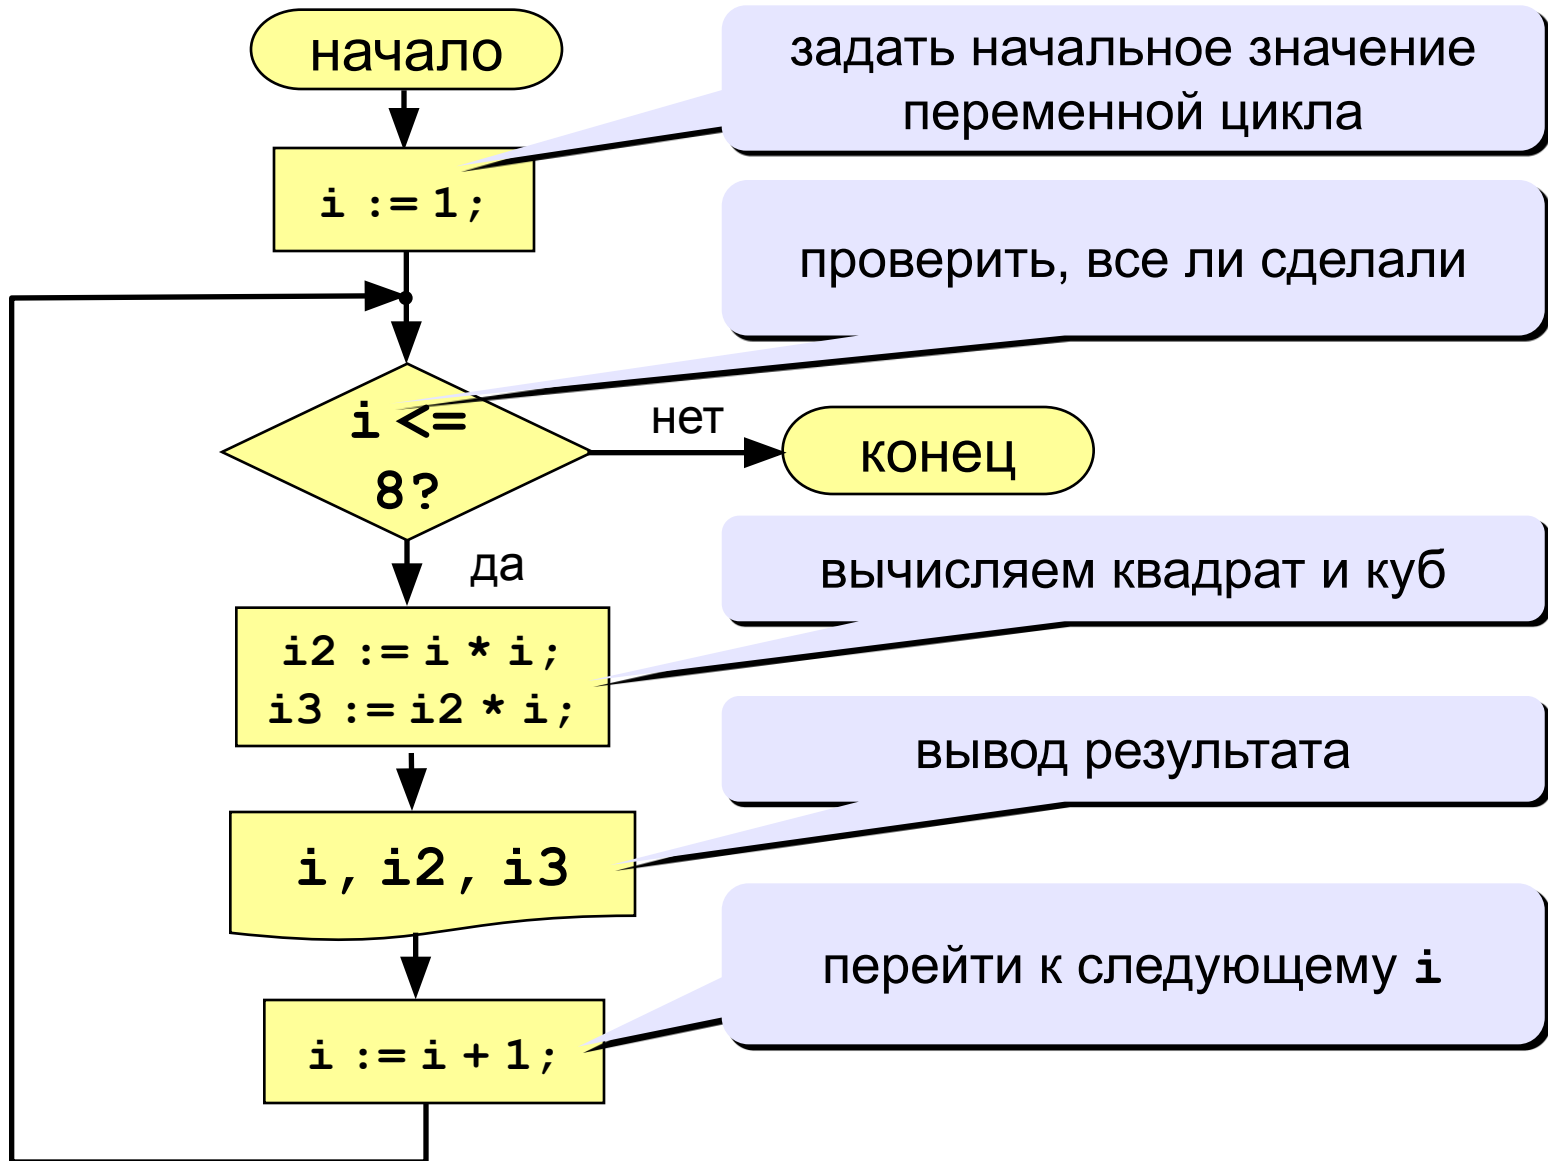 начало
задать начальное значение
переменной цикла
i := 1;
проверить, все ли сделали
i <=
8?
нет
конец
да
вычисляем квадрат и куб
i2 := i * i;
i3 := i2 * i;
вывод результата
i, i2, i3
перейти к следующему i
i := i + 1;